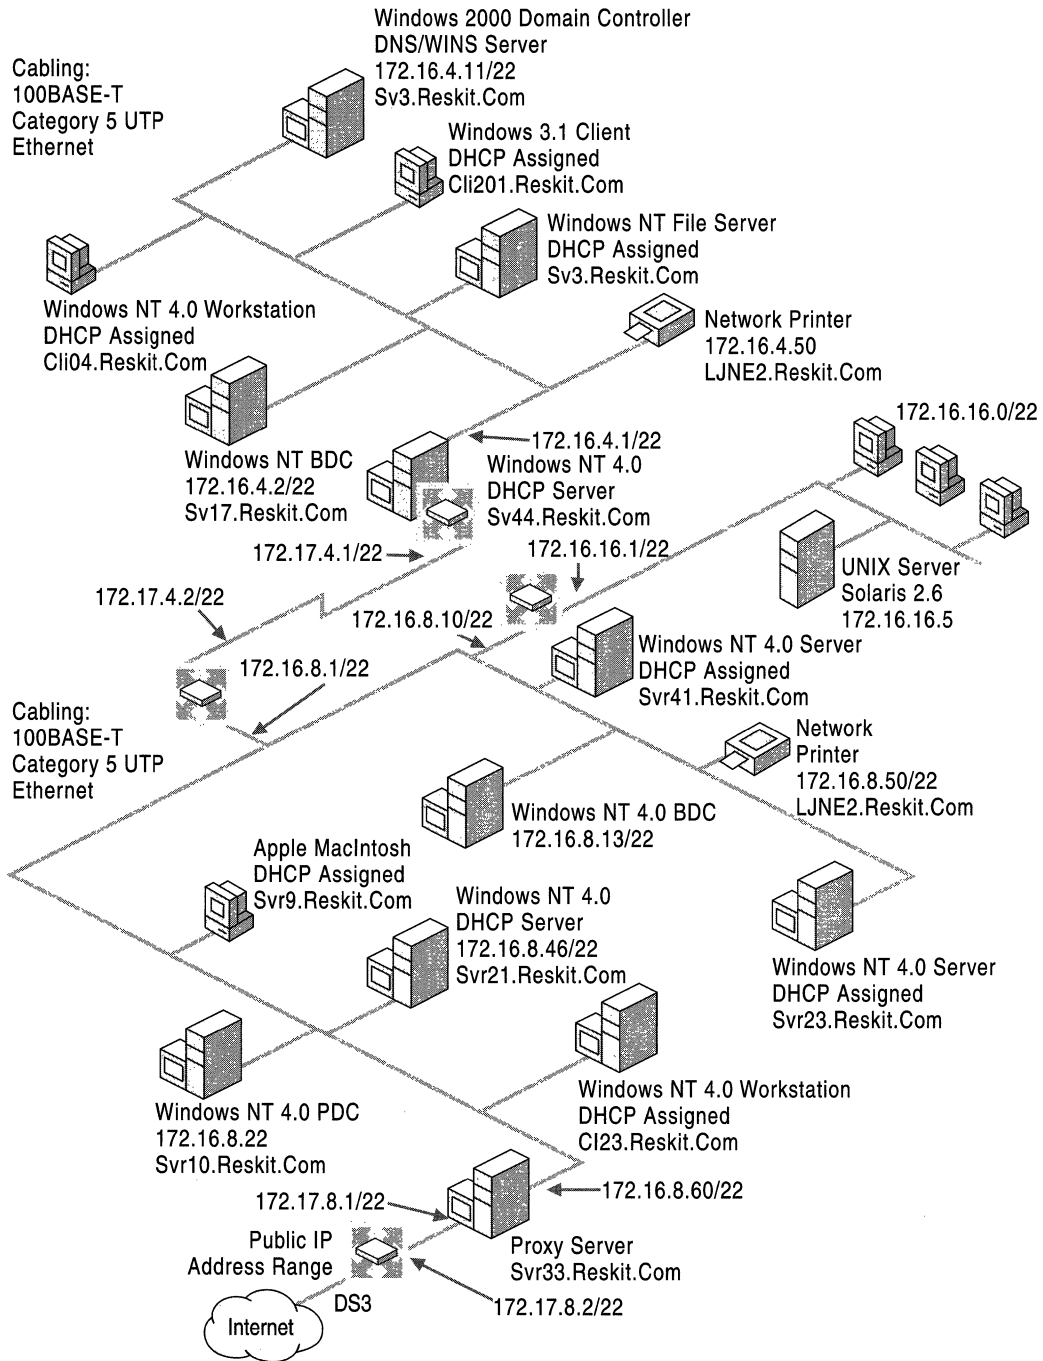 Windows 2000 Domain Controller
DNS/WINS Server
172.16.4.11/22
Sv3.Reskit.Com
Cabling:
100BASE-T
Category 5 UTP
Ethernet
Windows 3.1 Client
DHCP Assigned
Cli201.Reskit.Com
Windows NT File Server
DHCP Assigned
Sv3.Reskit.Com
Windows NT 4.0 Workstation
DHCP Assigned
Cli04.Reskit.Com
Network Printer
172.16.4.50
LJNE2.Reskit.Com
172.16.16.0/22
172.16.4.1/22
Windows NT BDC
172.16.4.2/22
Sv17.Reskit.Com
Windows NT 4.0
DHCP Server
Sv44.Reskit.Com
172.17.4.1/22
172.16.16.1/22
UNIX Server
Solaris 2.6
172.16.16.5
172.17.4.2/22
172.16.8.10/22
Windows NT 4.0 Server
DHCP Assigned
Svr41.Reskit.Com
172.16.8.1/22
Cabling:
100BASE-T
Category 5 UTP
Ethernet
Network
Printer
172.16.8.50/22
LJNE2.Reskit.Com
Windows NT 4.0 BDC
172.16.8.13/22
Apple MacIntosh
DHCP Assigned
Svr9.Reskit.Com
Windows NT 4.0
DHCP Server
172.16.8.46/22
Svr21.Reskit.Com
Windows NT 4.0 Server
DHCP Assigned
Svr23.Reskit.Com
Windows NT 4.0 PDC
172.16.8.22
Svr10.Reskit.Com
Windows NT 4.0 Workstation
DHCP Assigned
Cl23.Reskit.Com
172.16.8.60/22
172.17.8.1/22
Public IP
Address Range
Proxy Server
Svr33.Reskit.Com
172.17.8.2/22
DS3
Internet